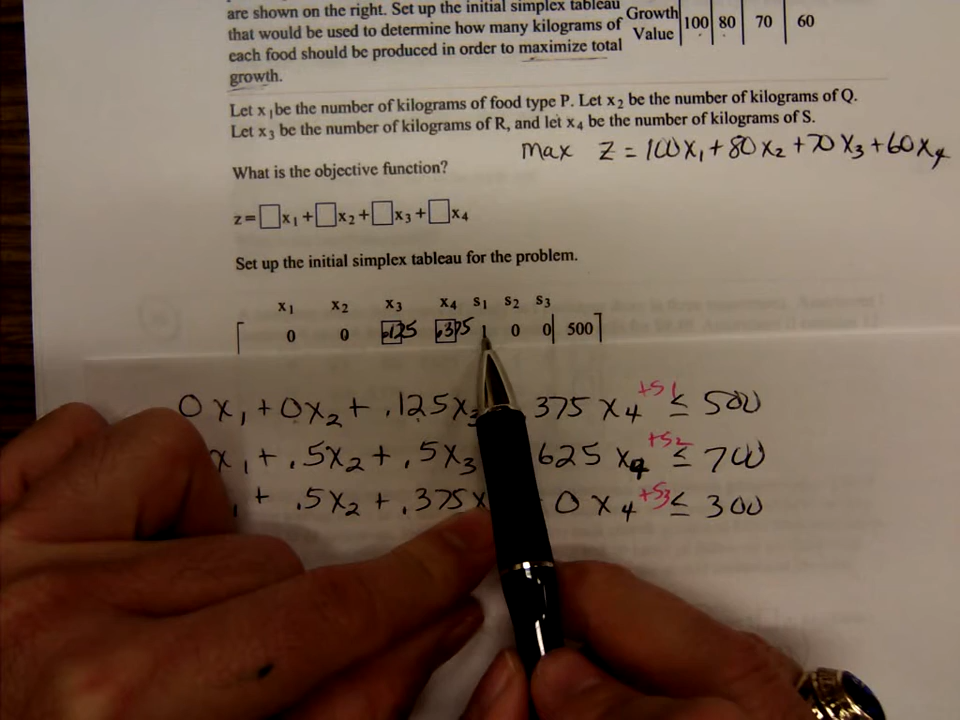 are shown on the right. Set up the initial simplex tableau
that would be used to determine how many kilograms of
each food should be produced in order to maximize total
growth.
Growth Value 100 80 70 60
Let x₁ be the number of kilograms of food type P. Let x₂ be the number of kilograms of Q.
Let x₃ be the number of kilograms of R, and let x₄ be the number of kilograms of S.
max Z = 100x₁ + 80x₂ + 70x₃ + 60x₄
What is the objective function?
z = □x₁ + □x₂ + □x₃ + □x₄
Set up the initial simplex tableau for the problem.
x₁ x₂ x₃ x₄ s₁ s₂ s₃
0 0 .125 .375 1 0 0 500
0x₁ + 0x₂ + .125x₃ 375x₄ +s₁ ≤ 500
x₁ + .5x₂ + .5x₃ 625x₄ +s₂ ≤ 700
₁ + .5x₂ + .375x 0x₄ +s₃ ≤ 300